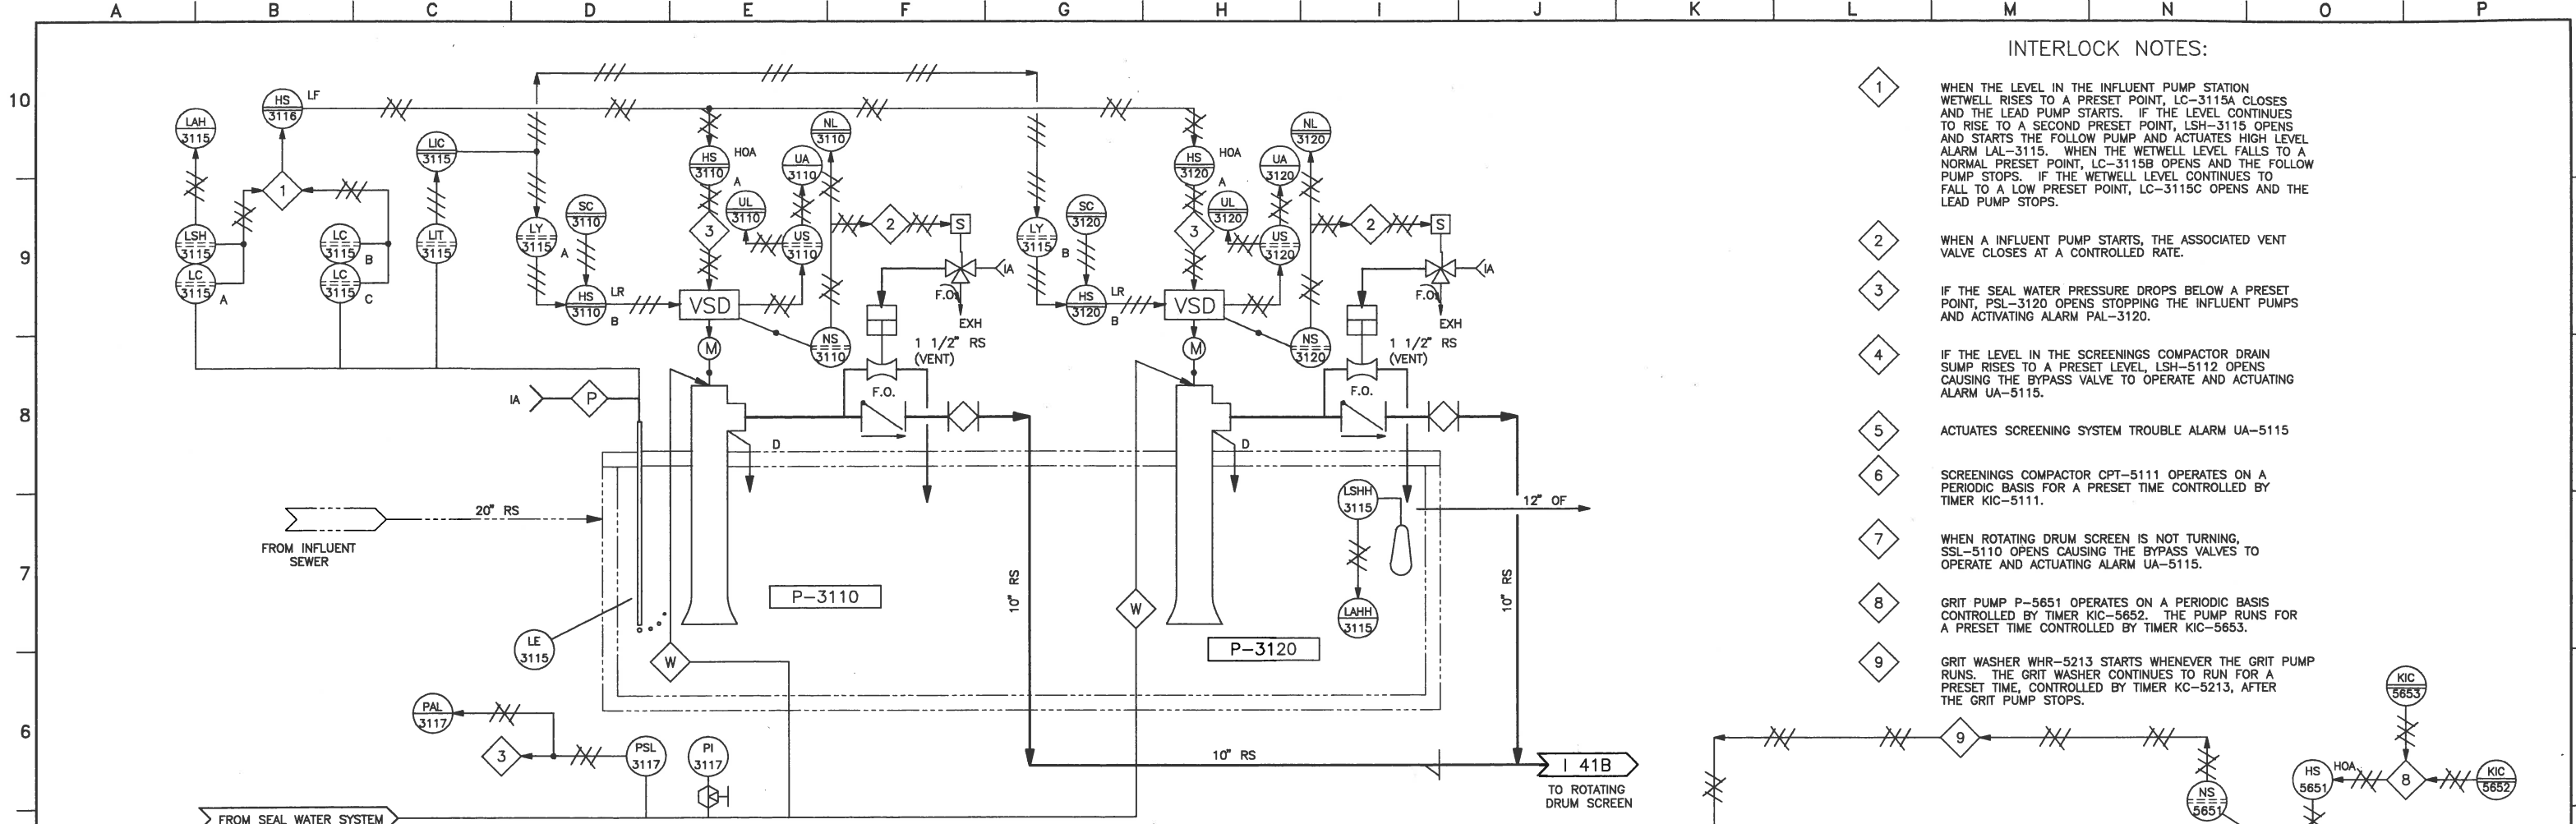 A B C D E F G H I J K L M N O P
10
9
8
7
6
INTERLOCK NOTES:
1
WHEN THE LEVEL IN THE INFLUENT PUMP STATION
WETWELL RISES TO A PRESET POINT, LC-3115A CLOSES
AND THE LEAD PUMP STARTS. IF THE LEVEL CONTINUES
TO RISE TO A SECOND PRESET POINT, LSH-3115 OPENS
AND STARTS THE FOLLOW PUMP AND ACTUATES HIGH LEVEL
ALARM LAL-3115. WHEN THE WETWELL LEVEL FALLS TO A
NORMAL PRESET POINT, LC-3115B OPENS AND THE FOLLOW
PUMP STOPS. IF THE WETWELL LEVEL CONTINUES TO
FALL TO A LOW PRESET POINT, LC-3115C OPENS AND THE
LEAD PUMP STOPS.
2
WHEN A INFLUENT PUMP STARTS, THE ASSOCIATED VENT
VALVE CLOSES AT A CONTROLLED RATE.
3
IF THE SEAL WATER PRESSURE DROPS BELOW A PRESET
POINT, PSL-3120 OPENS STOPPING THE INFLUENT PUMPS
AND ACTIVATING ALARM PAL-3120.
4
IF THE LEVEL IN THE SCREENINGS COMPACTOR DRAIN
SUMP RISES TO A PRESET LEVEL, LSH-5112 OPENS
CAUSING THE BYPASS VALVE TO OPERATE AND ACTUATING
ALARM UA-5115.
5
ACTUATES SCREENING SYSTEM TROUBLE ALARM UA-5115
6
SCREENINGS COMPACTOR CPT-5111 OPERATES ON A
PERIODIC BASIS FOR A PRESET TIME CONTROLLED BY
TIMER KIC-5111.
7
WHEN ROTATING DRUM SCREEN IS NOT TURNING,
SSL-5110 OPENS CAUSING THE BYPASS VALVES TO
OPERATE AND ACTUATING ALARM UA-5115.
8
GRIT PUMP P-5651 OPERATES ON A PERIODIC BASIS
CONTROLLED BY TIMER KIC-5652. THE PUMP RUNS FOR
A PRESET TIME CONTROLLED BY TIMER KIC-5653.
9
GRIT WASHER WHR-5213 STARTS WHENEVER THE GRIT PUMP
RUNS. THE GRIT WASHER CONTINUES TO RUN FOR A
PRESET TIME, CONTROLLED BY TIMER KC-5213, AFTER
THE GRIT PUMP STOPS.
LAH
3115
HS
3116
LF
LIC
3115
1
LSH
3115
LC
3115
A
LC
3115
B
LC
3115
C
LIT
3115
LY
3115
A
SC
3110
HS
3110
LR
B
HS
3110
HOA
A
3
UL
3110
UA
3110
US
3110
NL
3110
2
S
IA
F.O.
EXH
VSD
M
NS
3110
1 1/2" RS
(VENT)
F.O.
D
LY
3115
B
SC
3120
HS
3120
LR
B
HS
3120
HOA
A
3
UL
3120
UA
3120
US
3120
NL
3120
2
S
IA
F.O.
EXH
VSD
M
NS
3120
1 1/2" RS
(VENT)
F.O.
D
IA
P
20" RS
FROM INFLUENT
SEWER
LE
3115
W
P-3110
10" RS
W
P-3120
LSHH
3115
LAHH
3115
12" OF
10" RS
PAL
3117
3
PSL
3117
PI
3117
10" RS
I 41B
TO ROTATING
DRUM SCREEN
FROM SEAL WATER SYSTEM
9
NS
5651
HS
5651
HOA
8
KIC
5653
KIC
5652